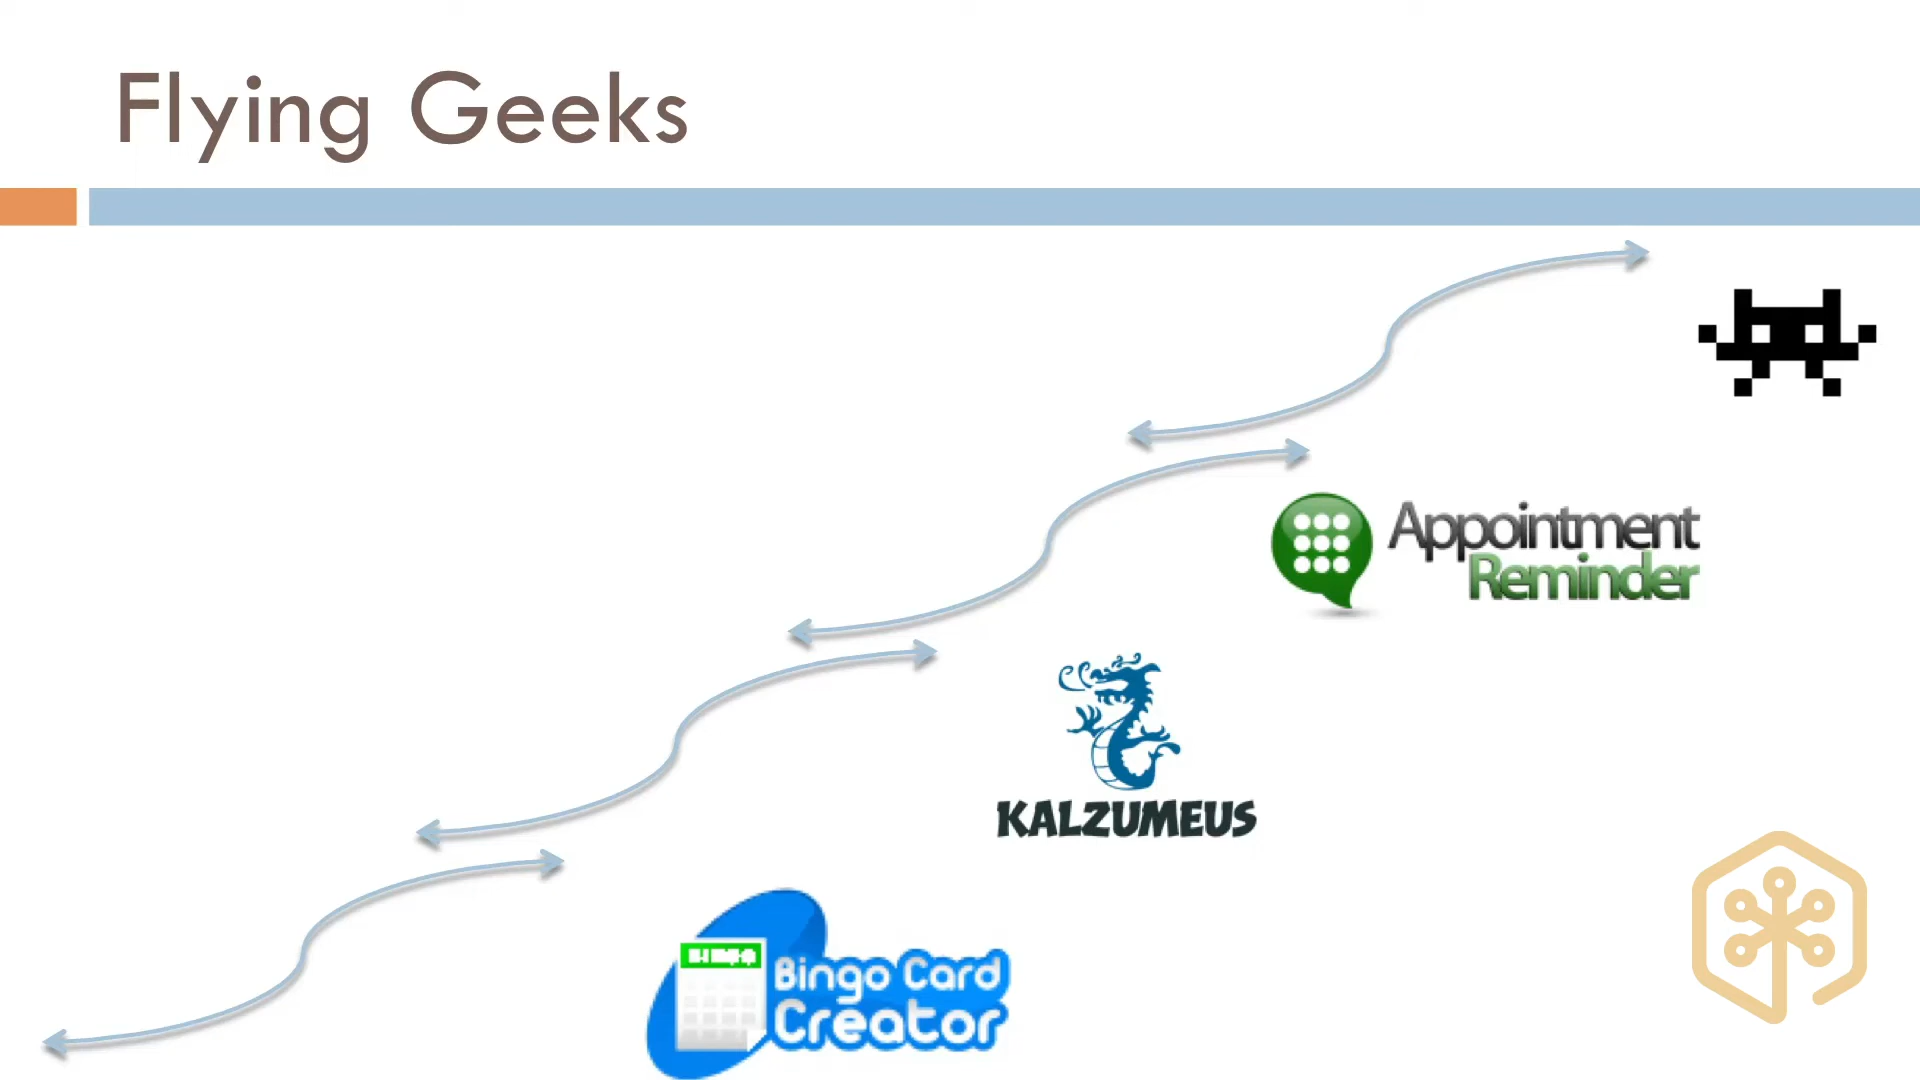 Flying Geeks
Appointment
Reminder
KALZUMEUS
Bingo Card
Creator